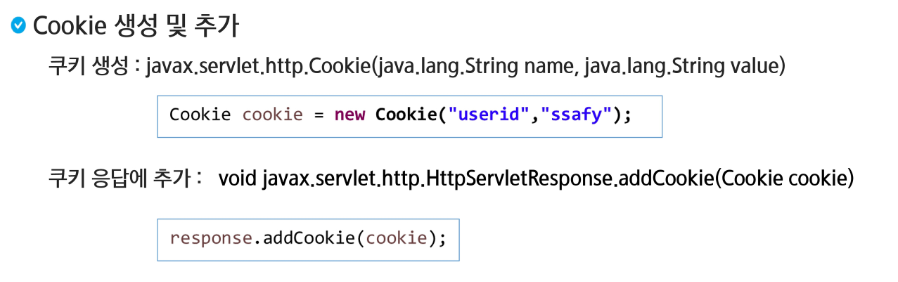 Cookie 생성 및 추가
쿠키 생성 : javax.servlet.http.Cookie(java.lang.String name, java.lang.String value)
Cookie cookie = new Cookie("userid","ssafy");
쿠키 응답에 추가 : void javax.servlet.http.HttpServletResponse.addCookie(Cookie cookie)
response.addCookie(cookie);